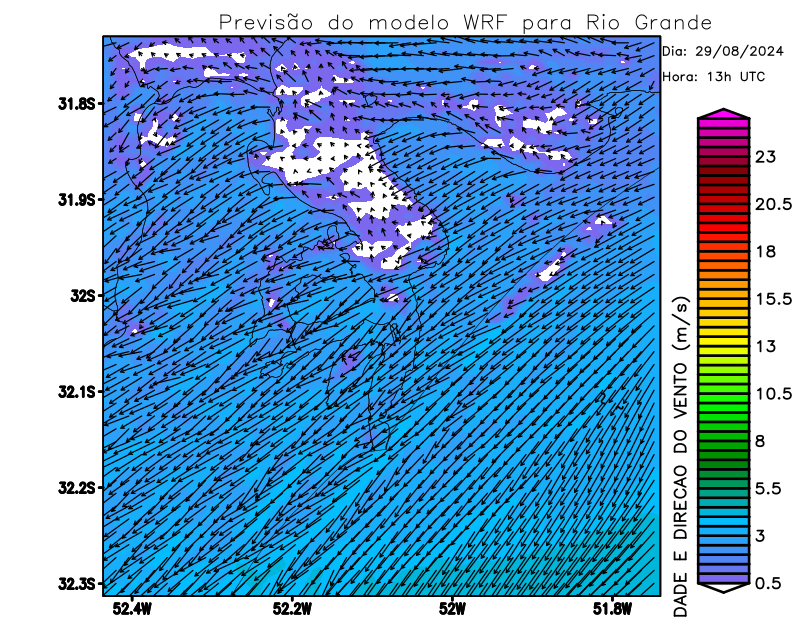 Previsão do modelo WRF para Rio Grande
Dia: 29/08/2024
Hora: 13h UTC
31.8S
31.9S
32S
32.1S
32.2S
32.3S
52.4W
52.2W
52W
51.8W
23
20.5
18
15.5
13
10.5
8
5.5
3
0.5
DADE E DIRECAO DO VENTO (m/s)